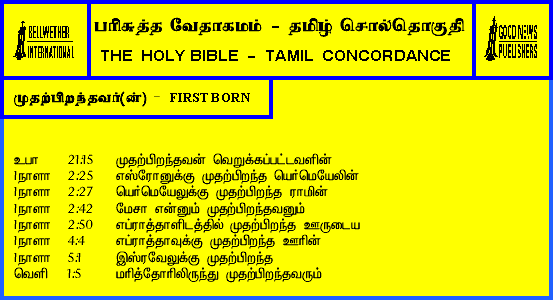 BELLWETHER
INTERNATIONAL
பரிசுத்த வேதாகமம் - தமிழ் சொல்தொகுதி
THE HOLY BIBLE - TAMIL CONCORDANCE
GOOD NEWS
PUBLISHERS
முதற்பிறந்தவர்(ன்) - FIRST BORN
உபா 21:15 முதற்பிறந்தவன் வெறுக்கப்பட்டவளின்
1நாளா 2:25 எஸ்ரோனுக்கு முதற்பிறந்த யெர்மெயேலின்
1நாளா 2:27 யெர்மெயேலுக்கு முதற்பிறந்த ராமின்
1நாளா 2:42 மேசா என்னும் முதற்பிறந்தவனும்
1நாளா 2:50 எப்ராத்தாளிடத்தில் முதற்பிறந்த ஊருடைய
1நாளா 4:4 எப்ராத்தாவுக்கு முதற்பிறந்த ஊரின்
1நாளா 5:1 இஸ்ரவேலுக்கு முதற்பிறந்த
வெளி 1:5 மரித்தோரிலிருந்து முதற்பிறந்தவரும்